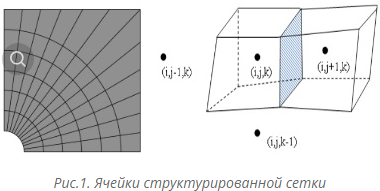 (i,j-1,k)
(i,j,k)
(i,j+1,k)
(i,j,k-1)
Рис.1. Ячейки структурированной сетки